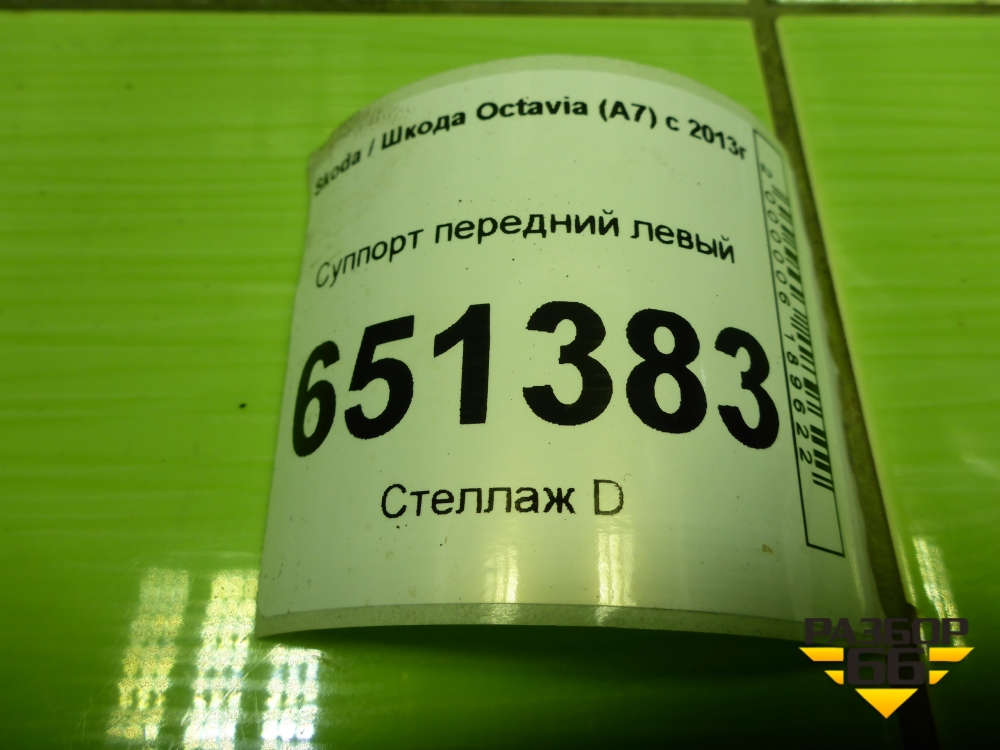 Skoda / Шкода Octavia (A7) с 2013г
Суппорт передний левый
651383
Стеллаж D
2000006189622
РАЗБОР
66